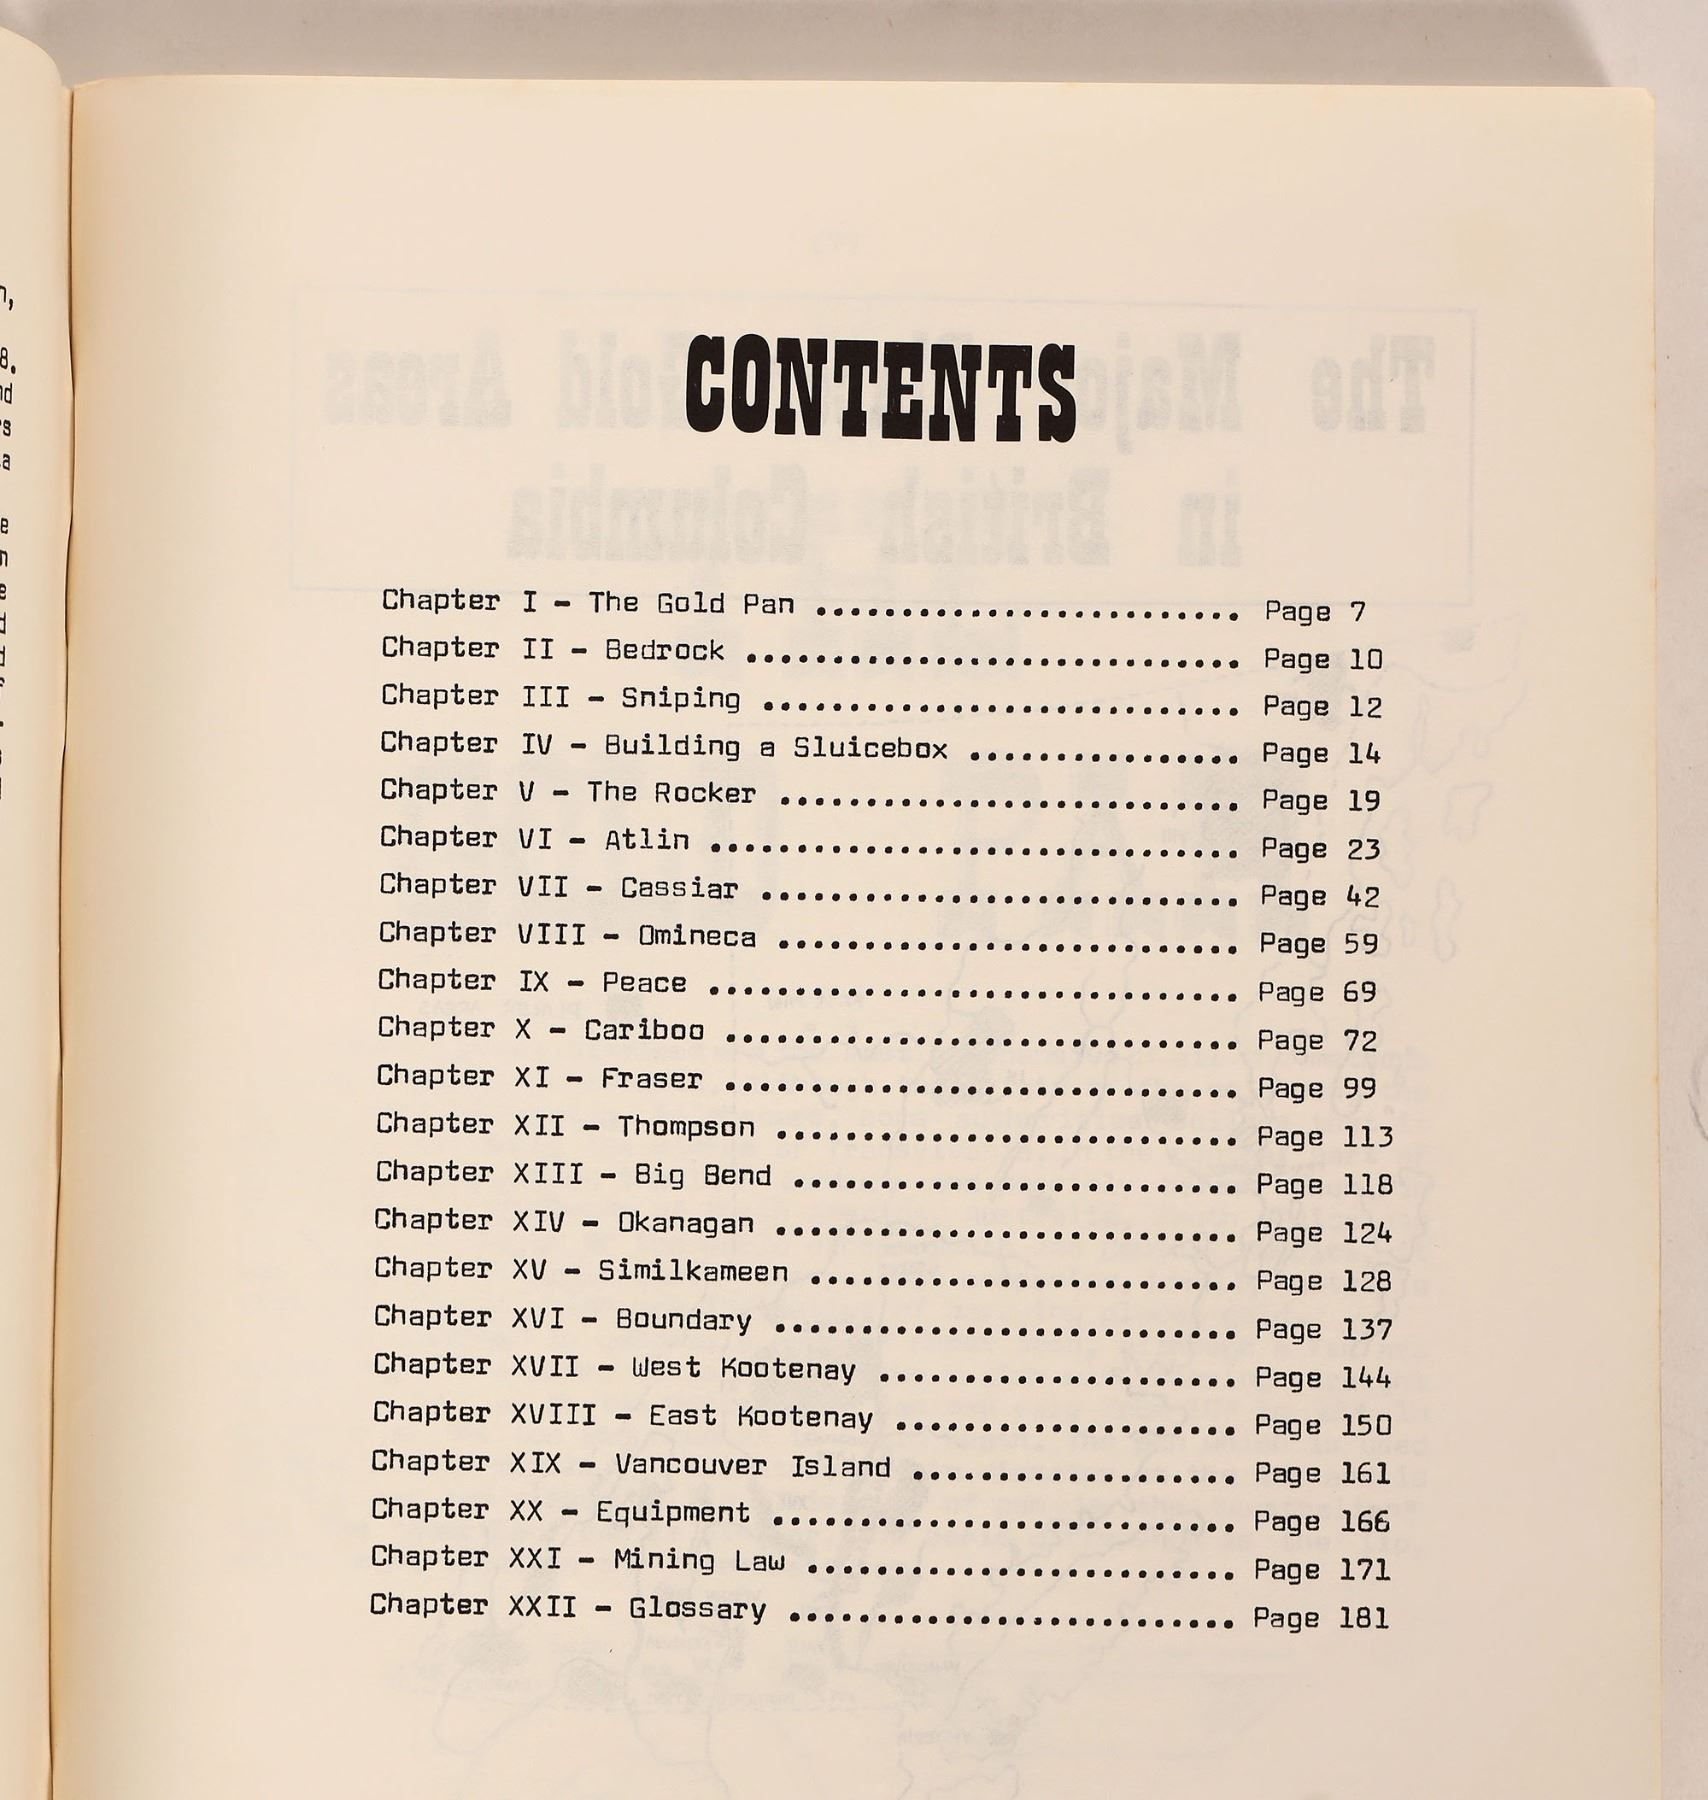 CONTENTS
Chapter I - The Gold Pan ......................... Page 7
Chapter II - Bedrock ............................. Page 10
Chapter III - Sniping ............................ Page 12
Chapter IV - Building a Sluicebox ................ Page 14
Chapter V - The Rocker ........................... Page 19
Chapter VI - Atlin ............................... Page 23
Chapter VII - Cassiar ............................ Page 42
Chapter VIII - Omineca ........................... Page 59
Chapter IX - Peace ............................... Page 69
Chapter X - Cariboo .............................. Page 72
Chapter XI - Fraser .............................. Page 99
Chapter XII - Thompson ........................... Page 113
Chapter XIII - Big Bend .......................... Page 118
Chapter XIV - Okanagan ........................... Page 124
Chapter XV - Similkameen ......................... Page 128
Chapter XVI - Boundary ........................... Page 137
Chapter XVII - West Kootenay ..................... Page 144
Chapter XVIII - East Kootenay .................... Page 150
Chapter XIX - Vancouver Island ................... Page 161
Chapter XX - Equipment ........................... Page 166
Chapter XXI - Mining Law ......................... Page 171
Chapter XXII - Glossary .......................... Page 181